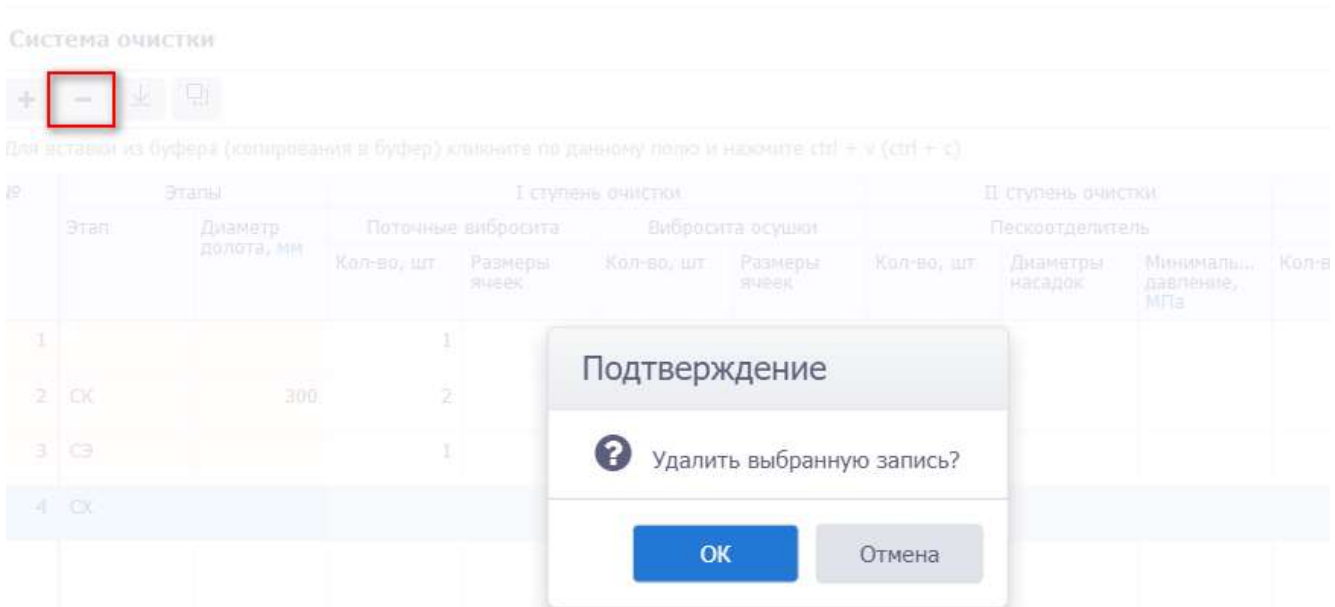 Система очистки
Для вставки из буфера (копирования в буфер) кликните по данному полю и нажмите ctrl + v (ctrl + c)
№ Этапы I ступень очистки II ступень очистки
Этап Диаметр долота, мм Поточные вибросита Вибросита осушки Пескоотделитель
Кол-во, шт Размеры ячеек Кол-во, шт Размеры ячеек Кол-во, шт Диаметры насадок Минималь... давление, МПа Кол-в
1 1
2 СК 300 2
3 СЭ 1
4 СХ
Подтверждение
Удалить выбранную запись?
ОК Отмена